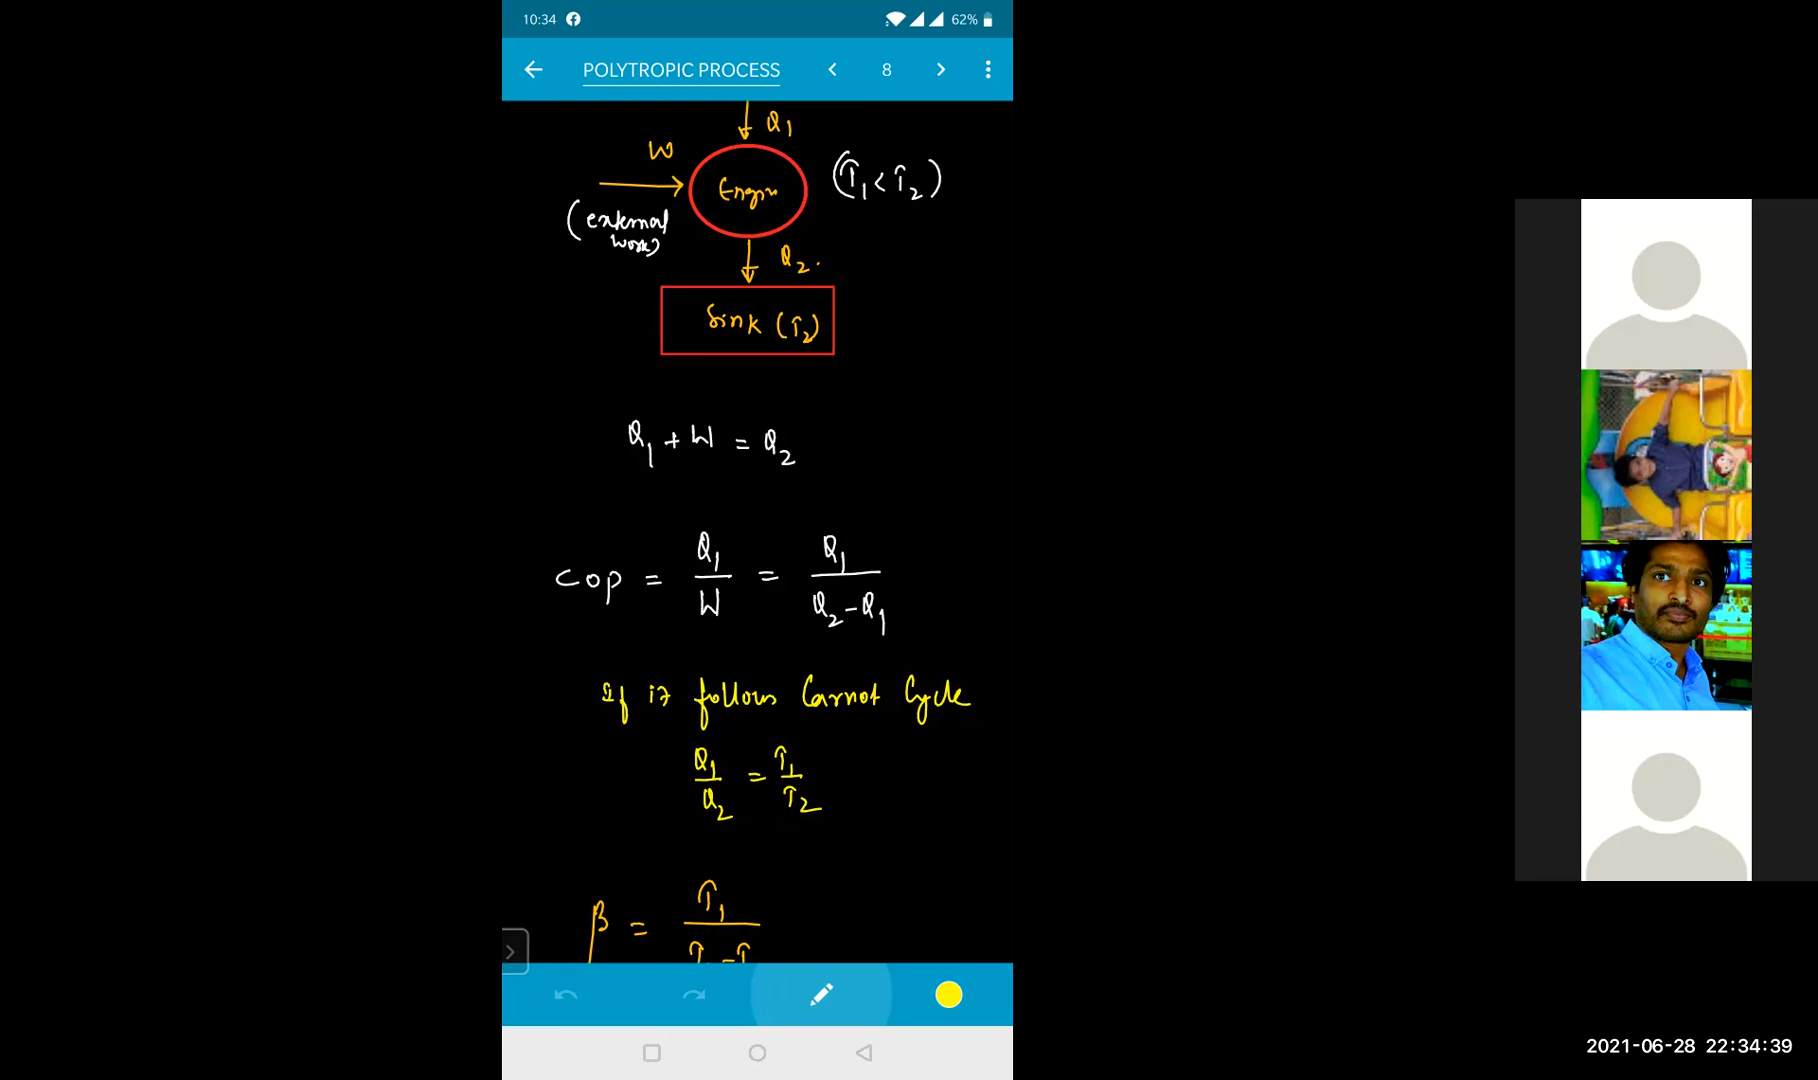 10:34 62%
POLYTROPIC PROCESS 8
Q1
W
Engin
(T1 < T2)
(external
work)
Q2.
Sink (T2)
Q1 + W = Q2
COP = Q1/W = Q1/(Q2 - Q1)
If it follows Carnot Cycle
Q1/Q2 = T1/T2
β = T1/(T - T
2021-06-28 22:34:39